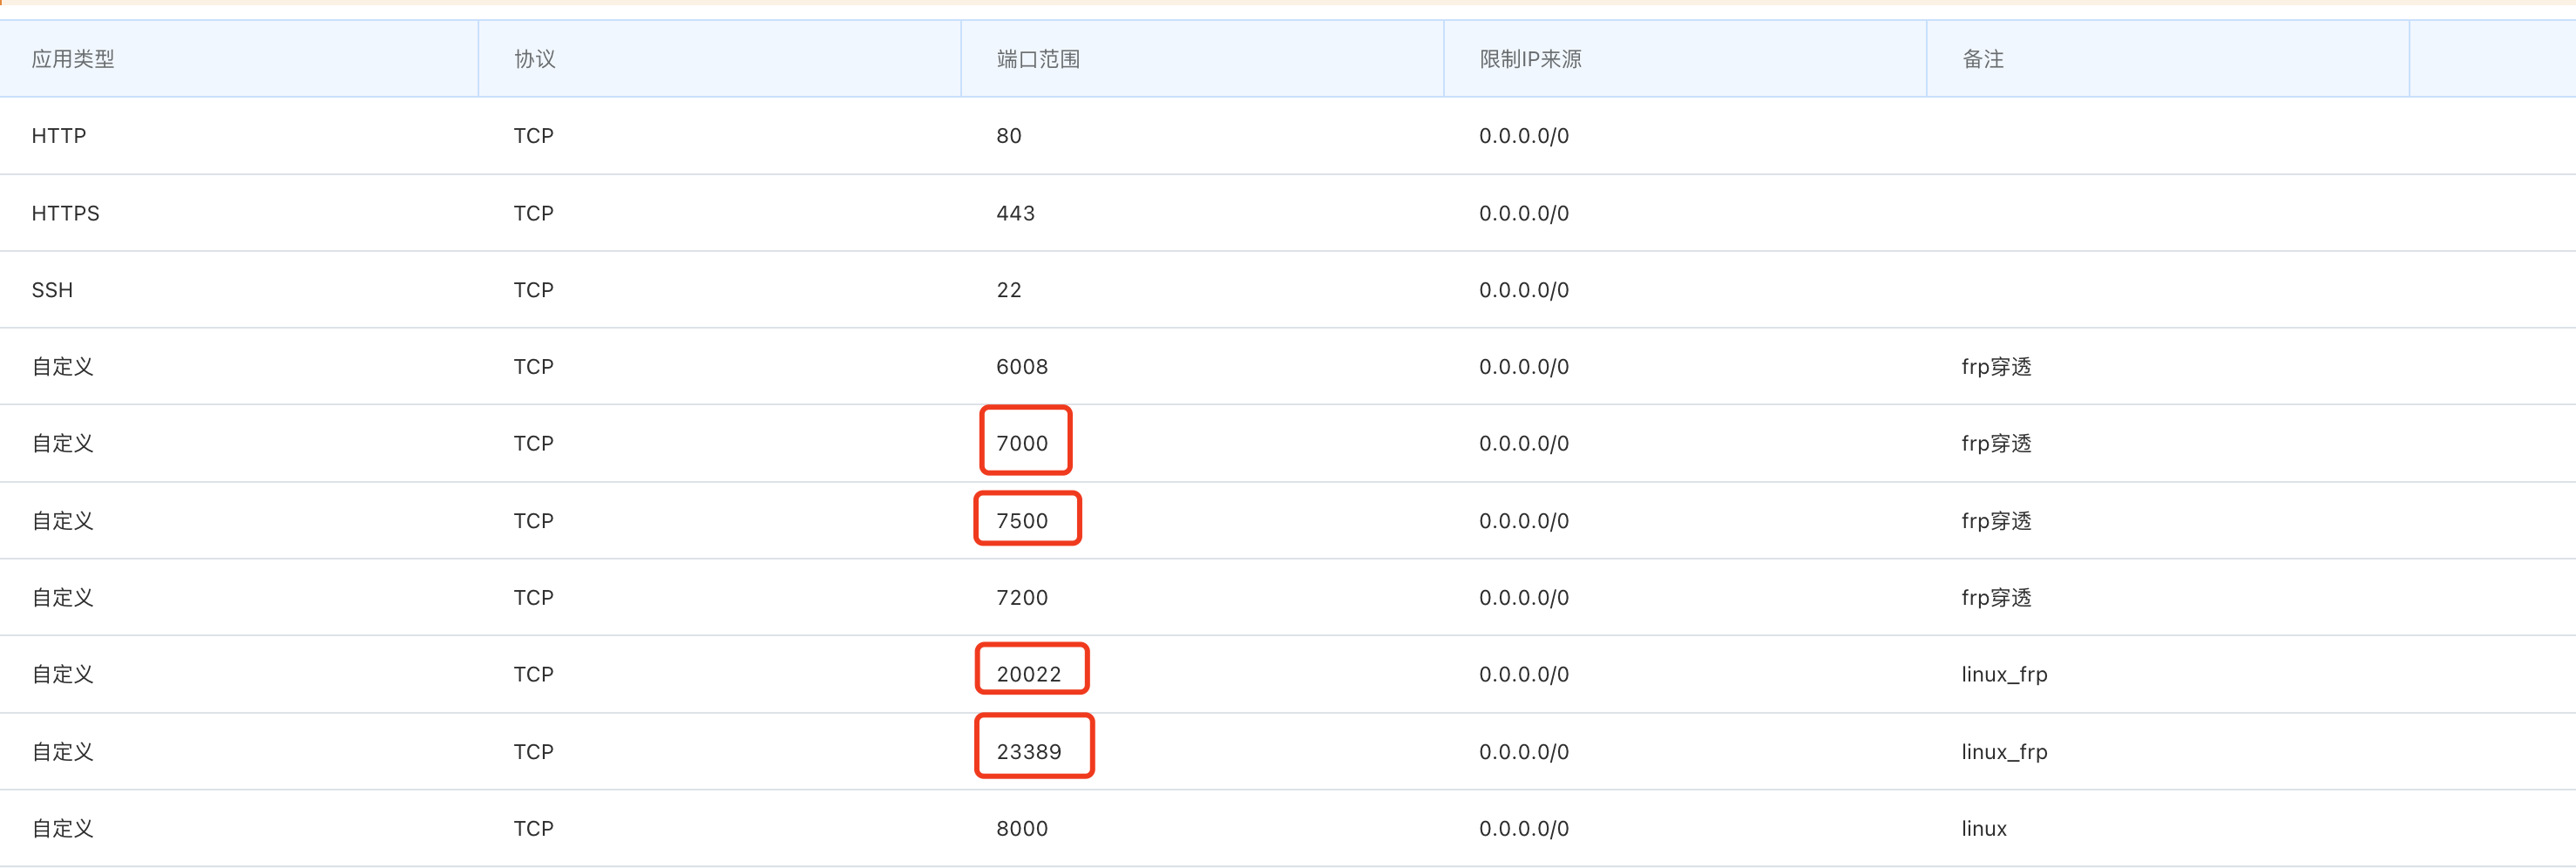 应用类型 协议 端口范围 限制IP来源 备注
HTTP TCP 80 0.0.0.0/0
HTTPS TCP 443 0.0.0.0/0
SSH TCP 22 0.0.0.0/0
自定义 TCP 6008 0.0.0.0/0 frp穿透
自定义 TCP 7000 0.0.0.0/0 frp穿透
自定义 TCP 7500 0.0.0.0/0 frp穿透
自定义 TCP 7200 0.0.0.0/0 frp穿透
自定义 TCP 20022 0.0.0.0/0 linux_frp
自定义 TCP 23389 0.0.0.0/0 linux_frp
自定义 TCP 8000 0.0.0.0/0 linux